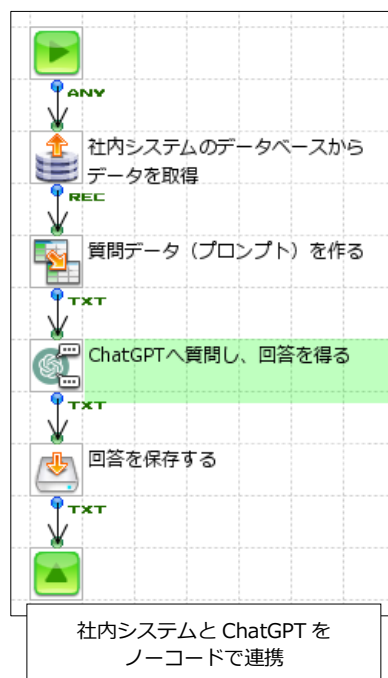 ANY
社内システムのデータベースから
データを取得
REC
質問データ（プロンプト）を作る
TXT
ChatGPTへ質問し、回答を得る
TXT
回答を保存する
TXT
社内システムと ChatGPT を
ノーコードで連携